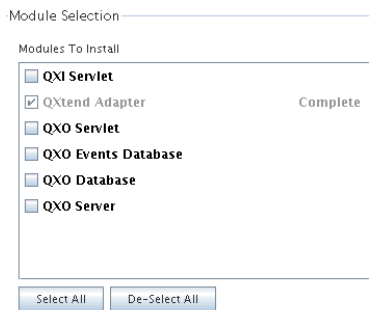 Module Selection
Modules To Install
QXI Servlet
QXtend Adapter Complete
QXO Servlet
QXO Events Database
QXO Database
QXO Server
Select All De-Select All